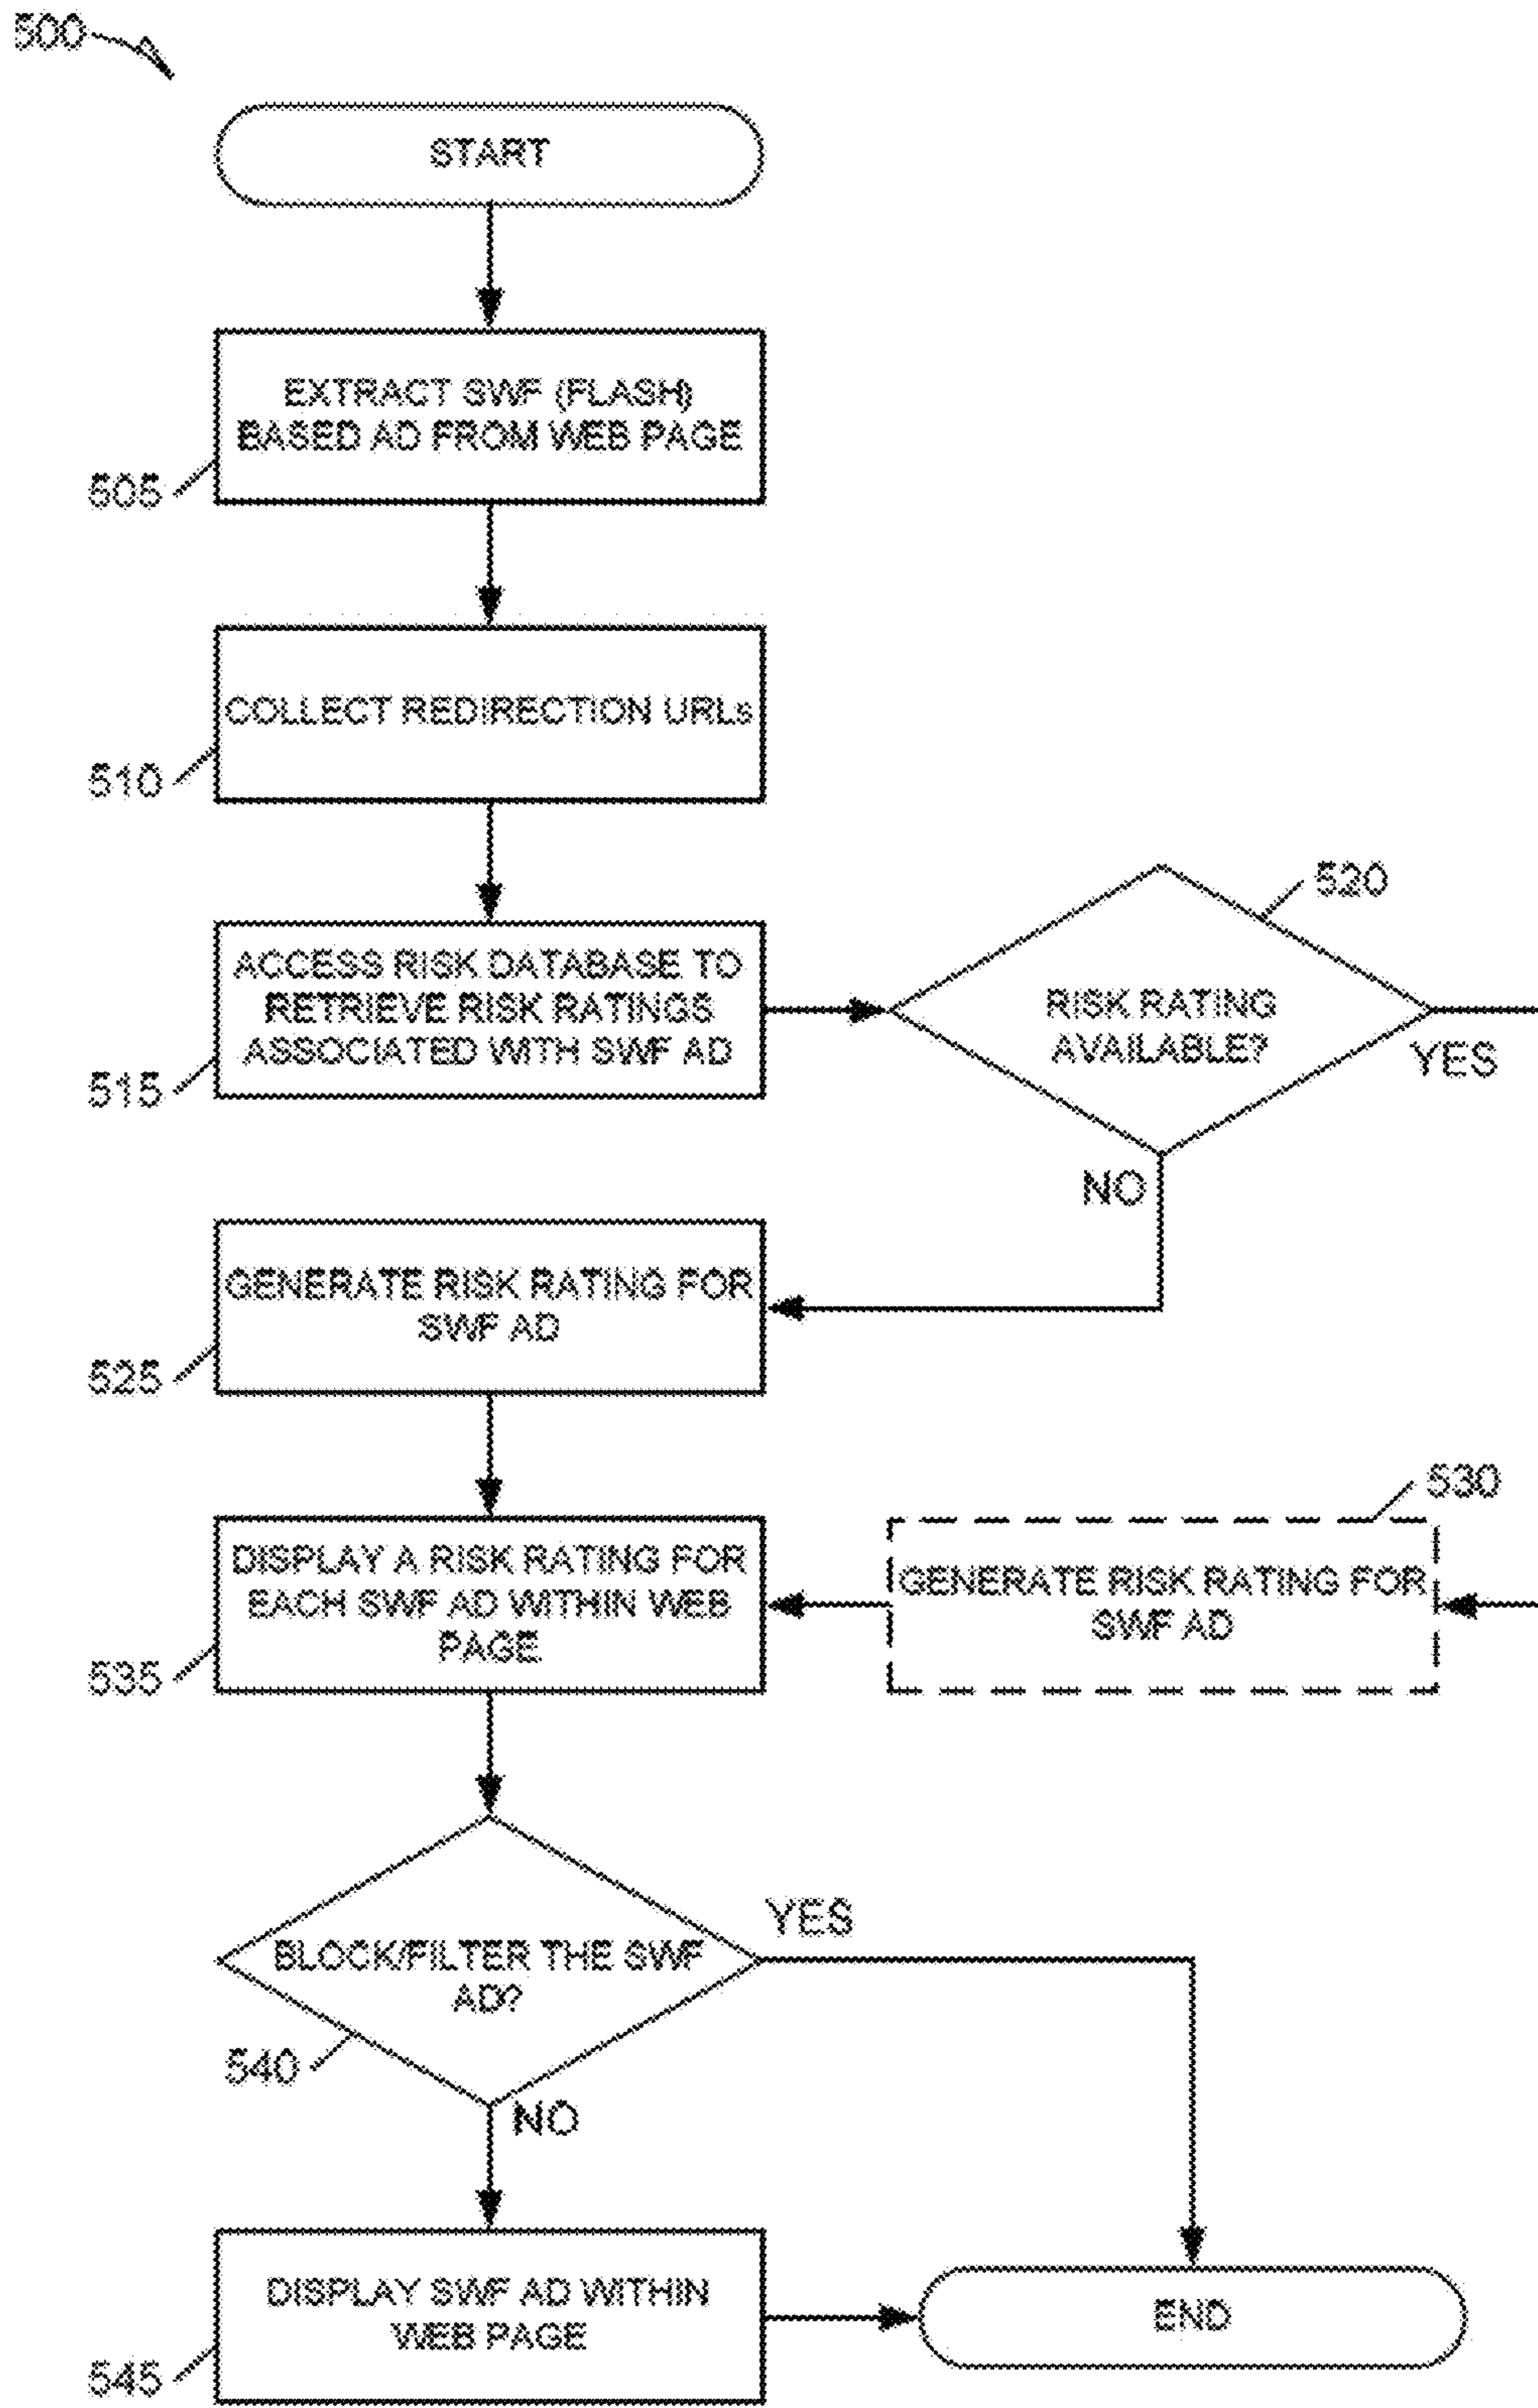 500
START
EXTRACT SWF (FLASH)
BASED AD FROM WEB PAGE
505
COLLECT REDIRECTION URLs
510
ACCESS RISK DATABASE TO
RETRIEVE RISK RATINGS
ASSOCIATED WITH SWF AD
515
520
RISK RATING
AVAILABLE?
YES
NO
GENERATE RISK RATING FOR
SWF AD
525
530
GENERATE RISK RATING FOR
SWF AD
DISPLAY A RISK RATING FOR
EACH SWF AD WITHIN WEB
PAGE
535
BLOCK/FILTER THE SWF
AD?
YES
540
NO
DISPLAY SWF AD WITHIN
WEB PAGE
545
END